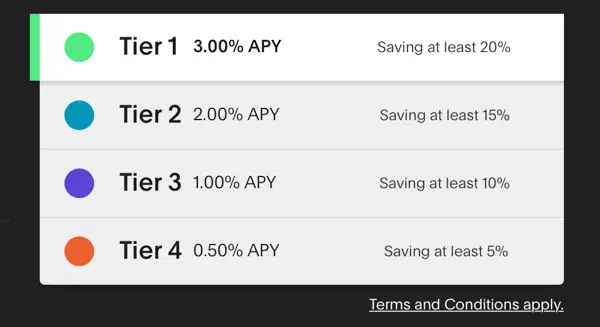 Tier 1 3.00% APY Saving at least 20%
Tier 2 2.00% APY Saving at least 15%
Tier 3 1.00% APY Saving at least 10%
Tier 4 0.50% APY Saving at least 5%
Terms and Conditions apply.